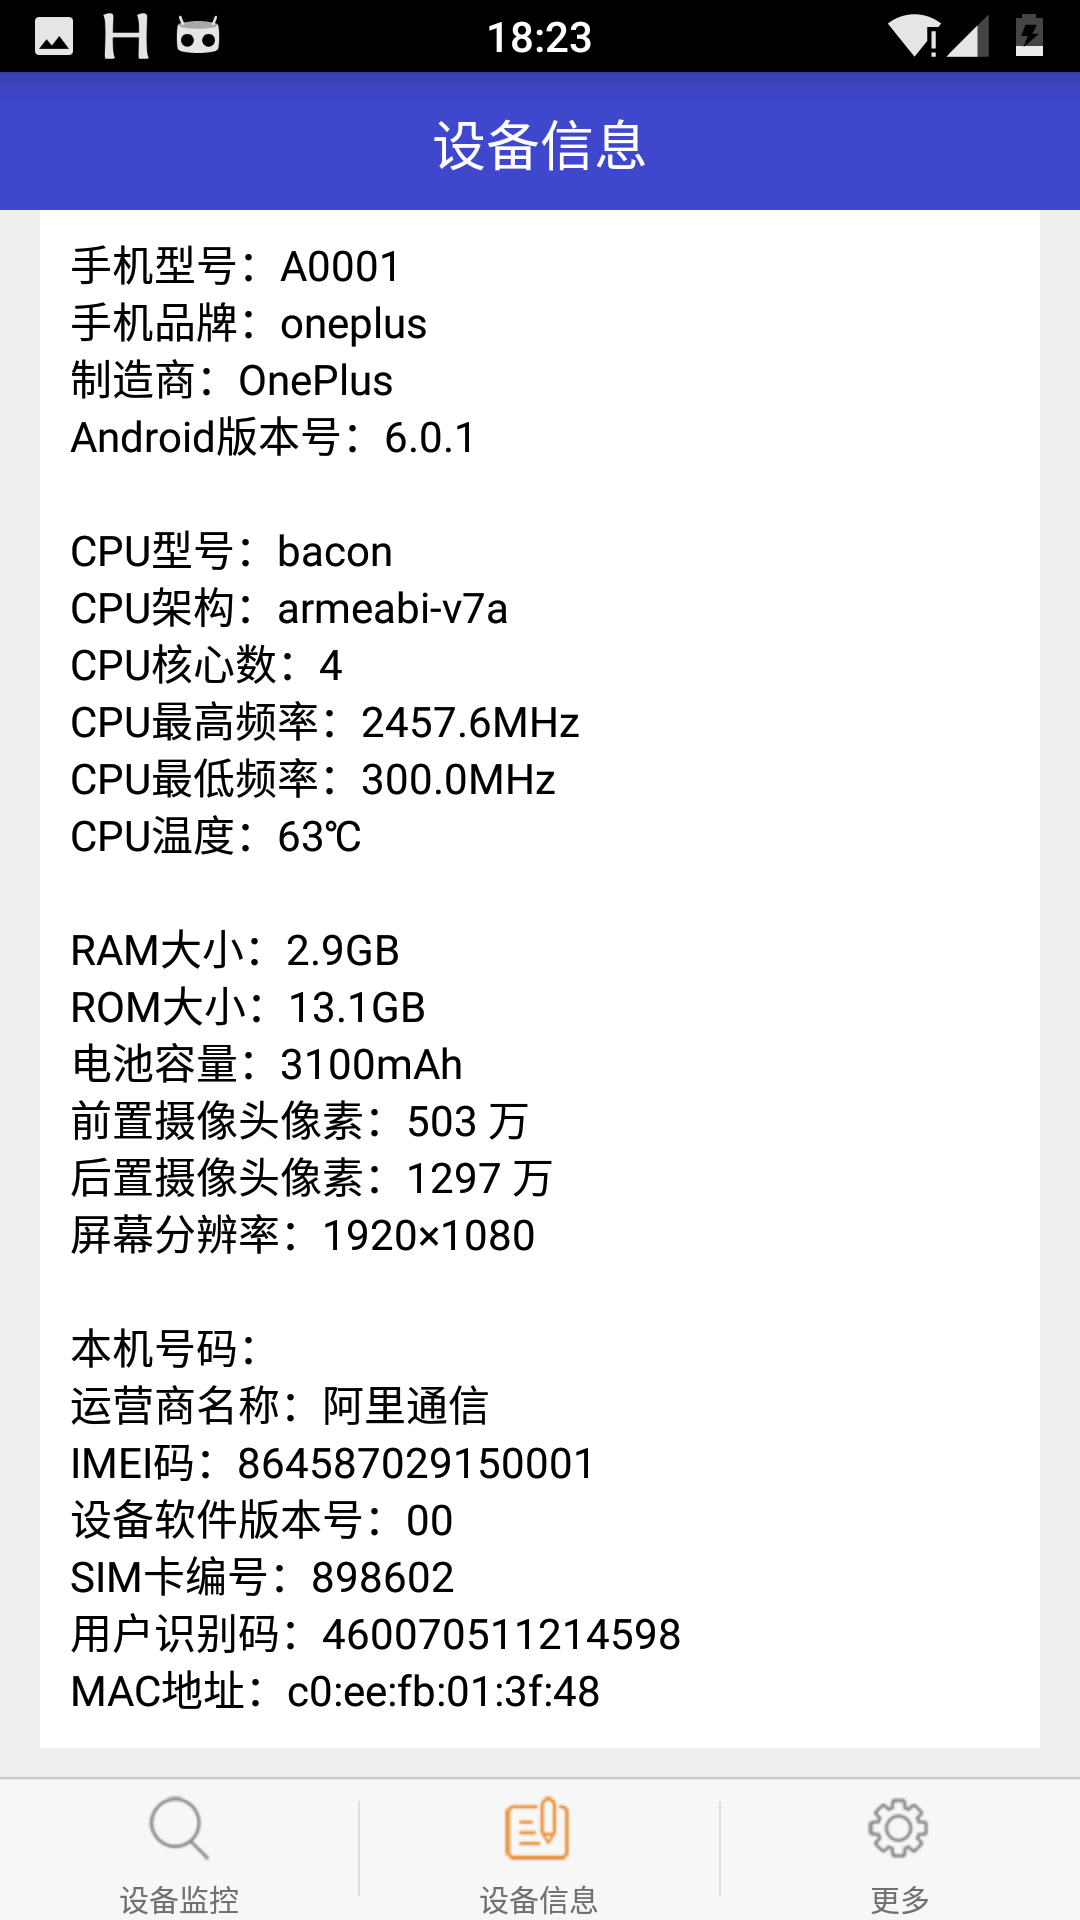 18:23
设备信息
手机型号：A0001
手机品牌：oneplus
制造商：OnePlus
Android版本号：6.0.1
CPU型号：bacon
CPU架构：armeabi-v7a
CPU核心数：4
CPU最高频率：2457.6MHz
CPU最低频率：300.0MHz
CPU温度：63℃
RAM大小：2.9GB
ROM大小：13.1GB
电池容量：3100mAh
前置摄像头像素：503 万
后置摄像头像素：1297 万
屏幕分辨率：1920×1080
本机号码：
运营商名称：阿里通信
IMEI码：864587029150001
设备软件版本号：00
SIM卡编号：898602
用户识别码：460070511214598
MAC地址：c0:ee:fb:01:3f:48
设备监控 设备信息 更多